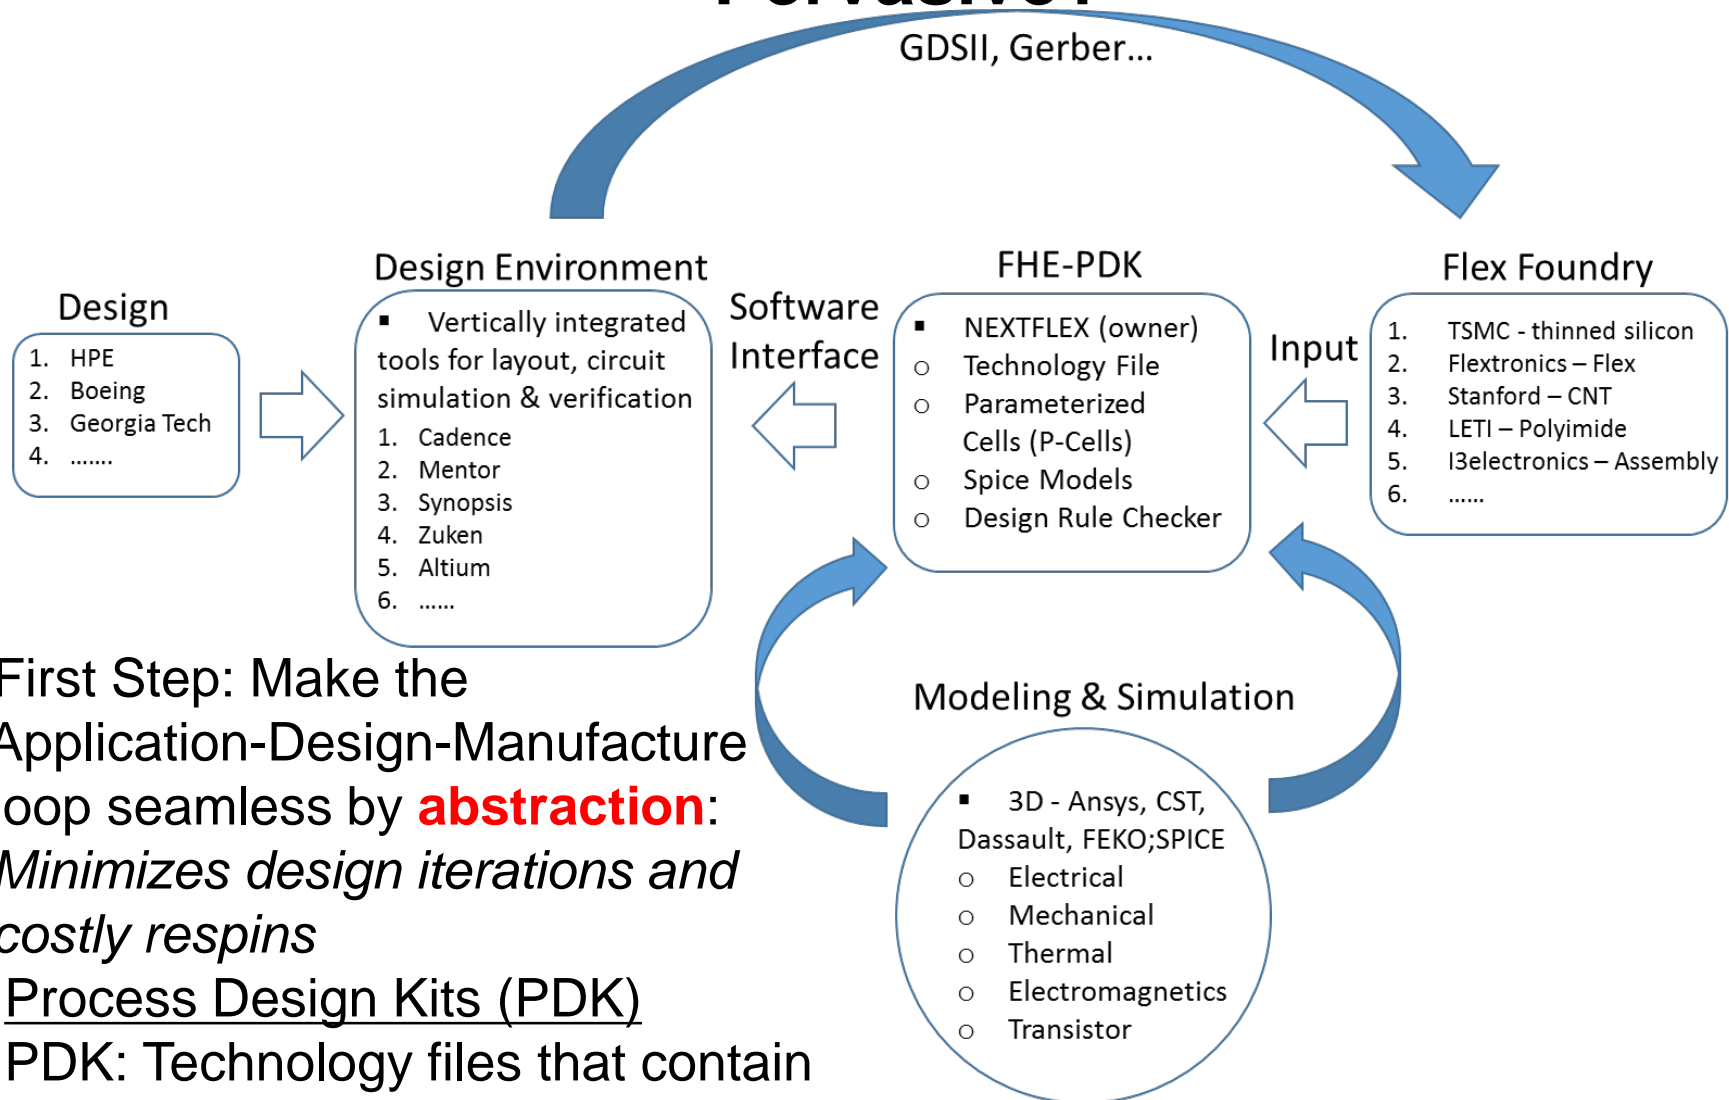 Pervasive?
GDSII, Gerber...
Design
1. HPE
2. Boeing
3. Georgia Tech
4. .......
Design Environment
▪ Vertically integrated
tools for layout, circuit
simulation & verification
1. Cadence
2. Mentor
3. Synopsis
4. Zuken
5. Altium
6. ......
Software
Interface
FHE-PDK
▪ NEXTFLEX (owner)
○ Technology File
○ Parameterized
Cells (P-Cells)
○ Spice Models
○ Design Rule Checker
Input
Flex Foundry
1. TSMC - thinned silicon
2. Flextronics – Flex
3. Stanford – CNT
4. LETI – Polyimide
5. I3electronics – Assembly
6. ......
First Step: Make the
Application-Design-Manufacture
loop seamless by abstraction:
Minimizes design iterations and
costly respins
Process Design Kits (PDK)
PDK: Technology files that contain
Modeling & Simulation
▪ 3D - Ansys, CST,
Dassault, FEKO;SPICE
○ Electrical
○ Mechanical
○ Thermal
○ Electromagnetics
○ Transistor